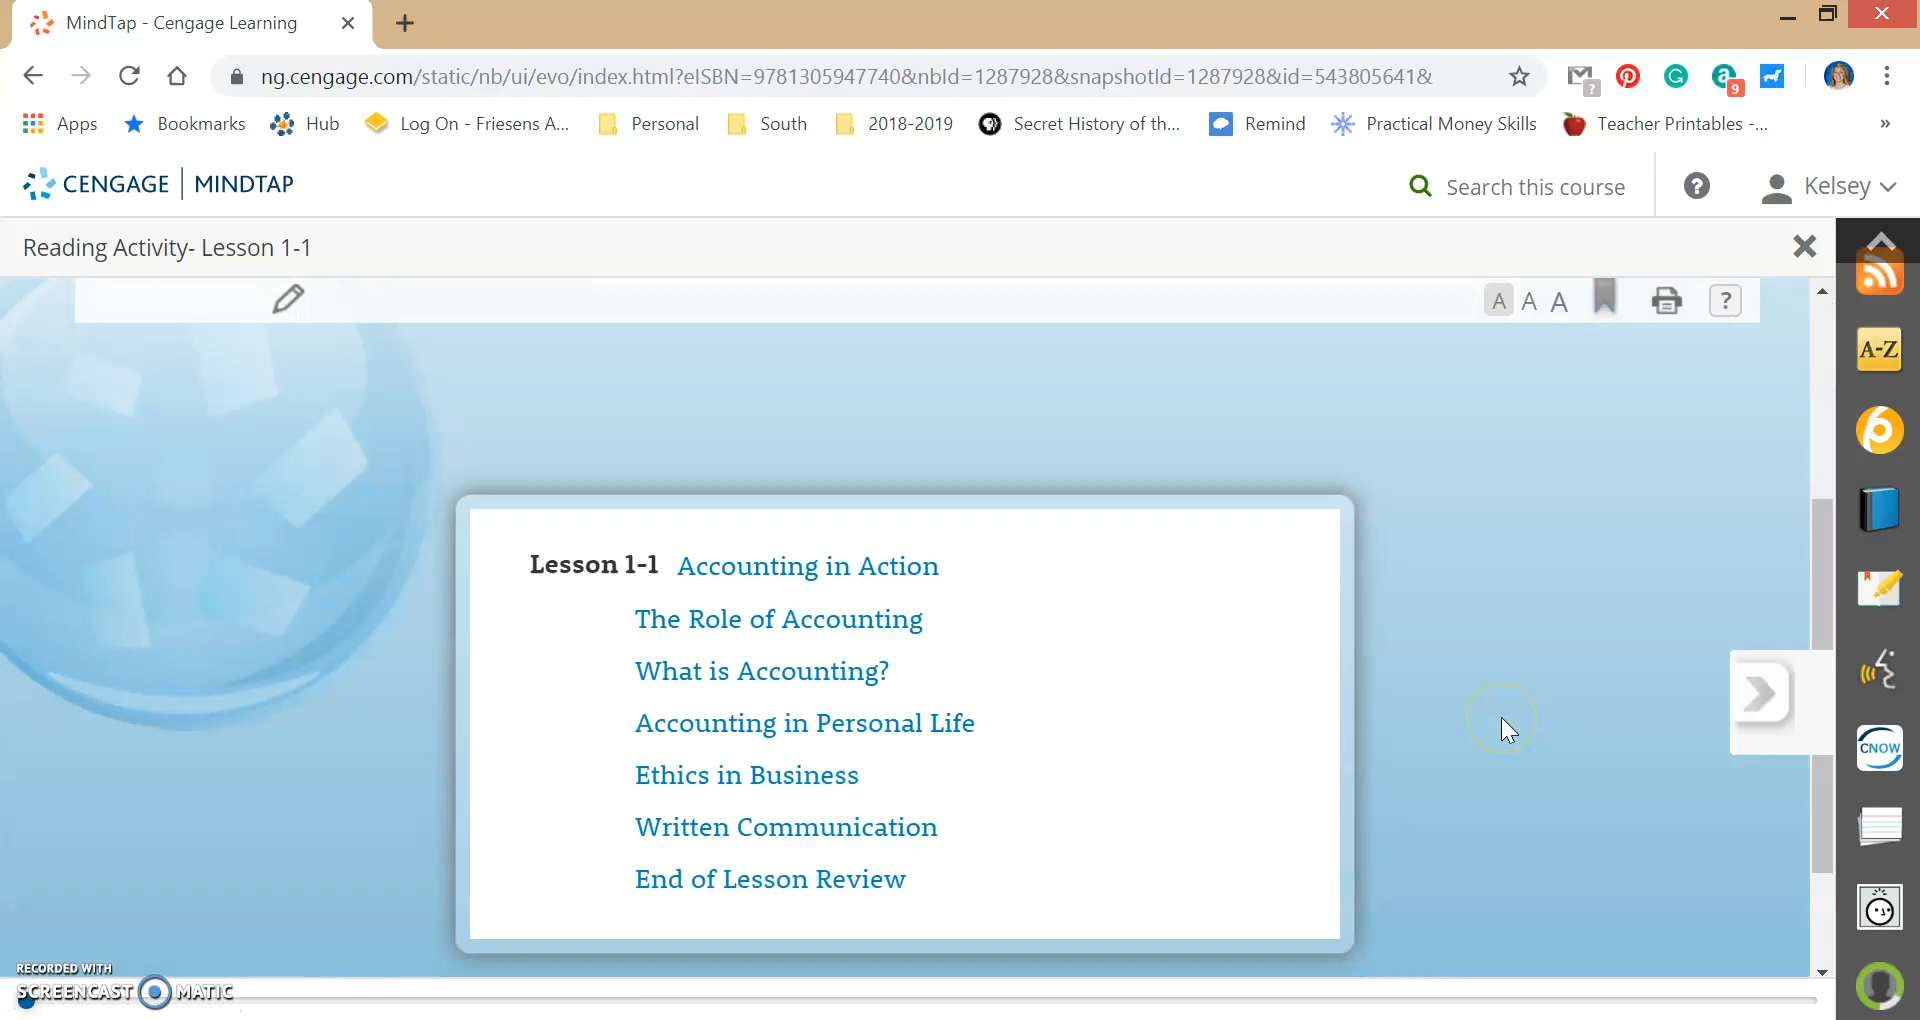 MindTap - Cengage Learning
ng.cengage.com/static/nb/ui/evo/index.html?eISBN=9781305947740&nbId=1287928&snapshotId=1287928&id=543805641&
?
9
Apps Bookmarks Hub Log On - Friesens A... Personal South 2018-2019 Secret History of th... Remind Practical Money Skills Teacher Printables -... »
CENGAGE | MINDTAP
Search this course
?
Kelsey
Reading Activity- Lesson 1-1
A A A
?
A-Z
Lesson 1-1 Accounting in Action
The Role of Accounting
What is Accounting?
Accounting in Personal Life
Ethics in Business
Written Communication
End of Lesson Review
CNOW
RECORDED WITH
SCREENCAST MATIC